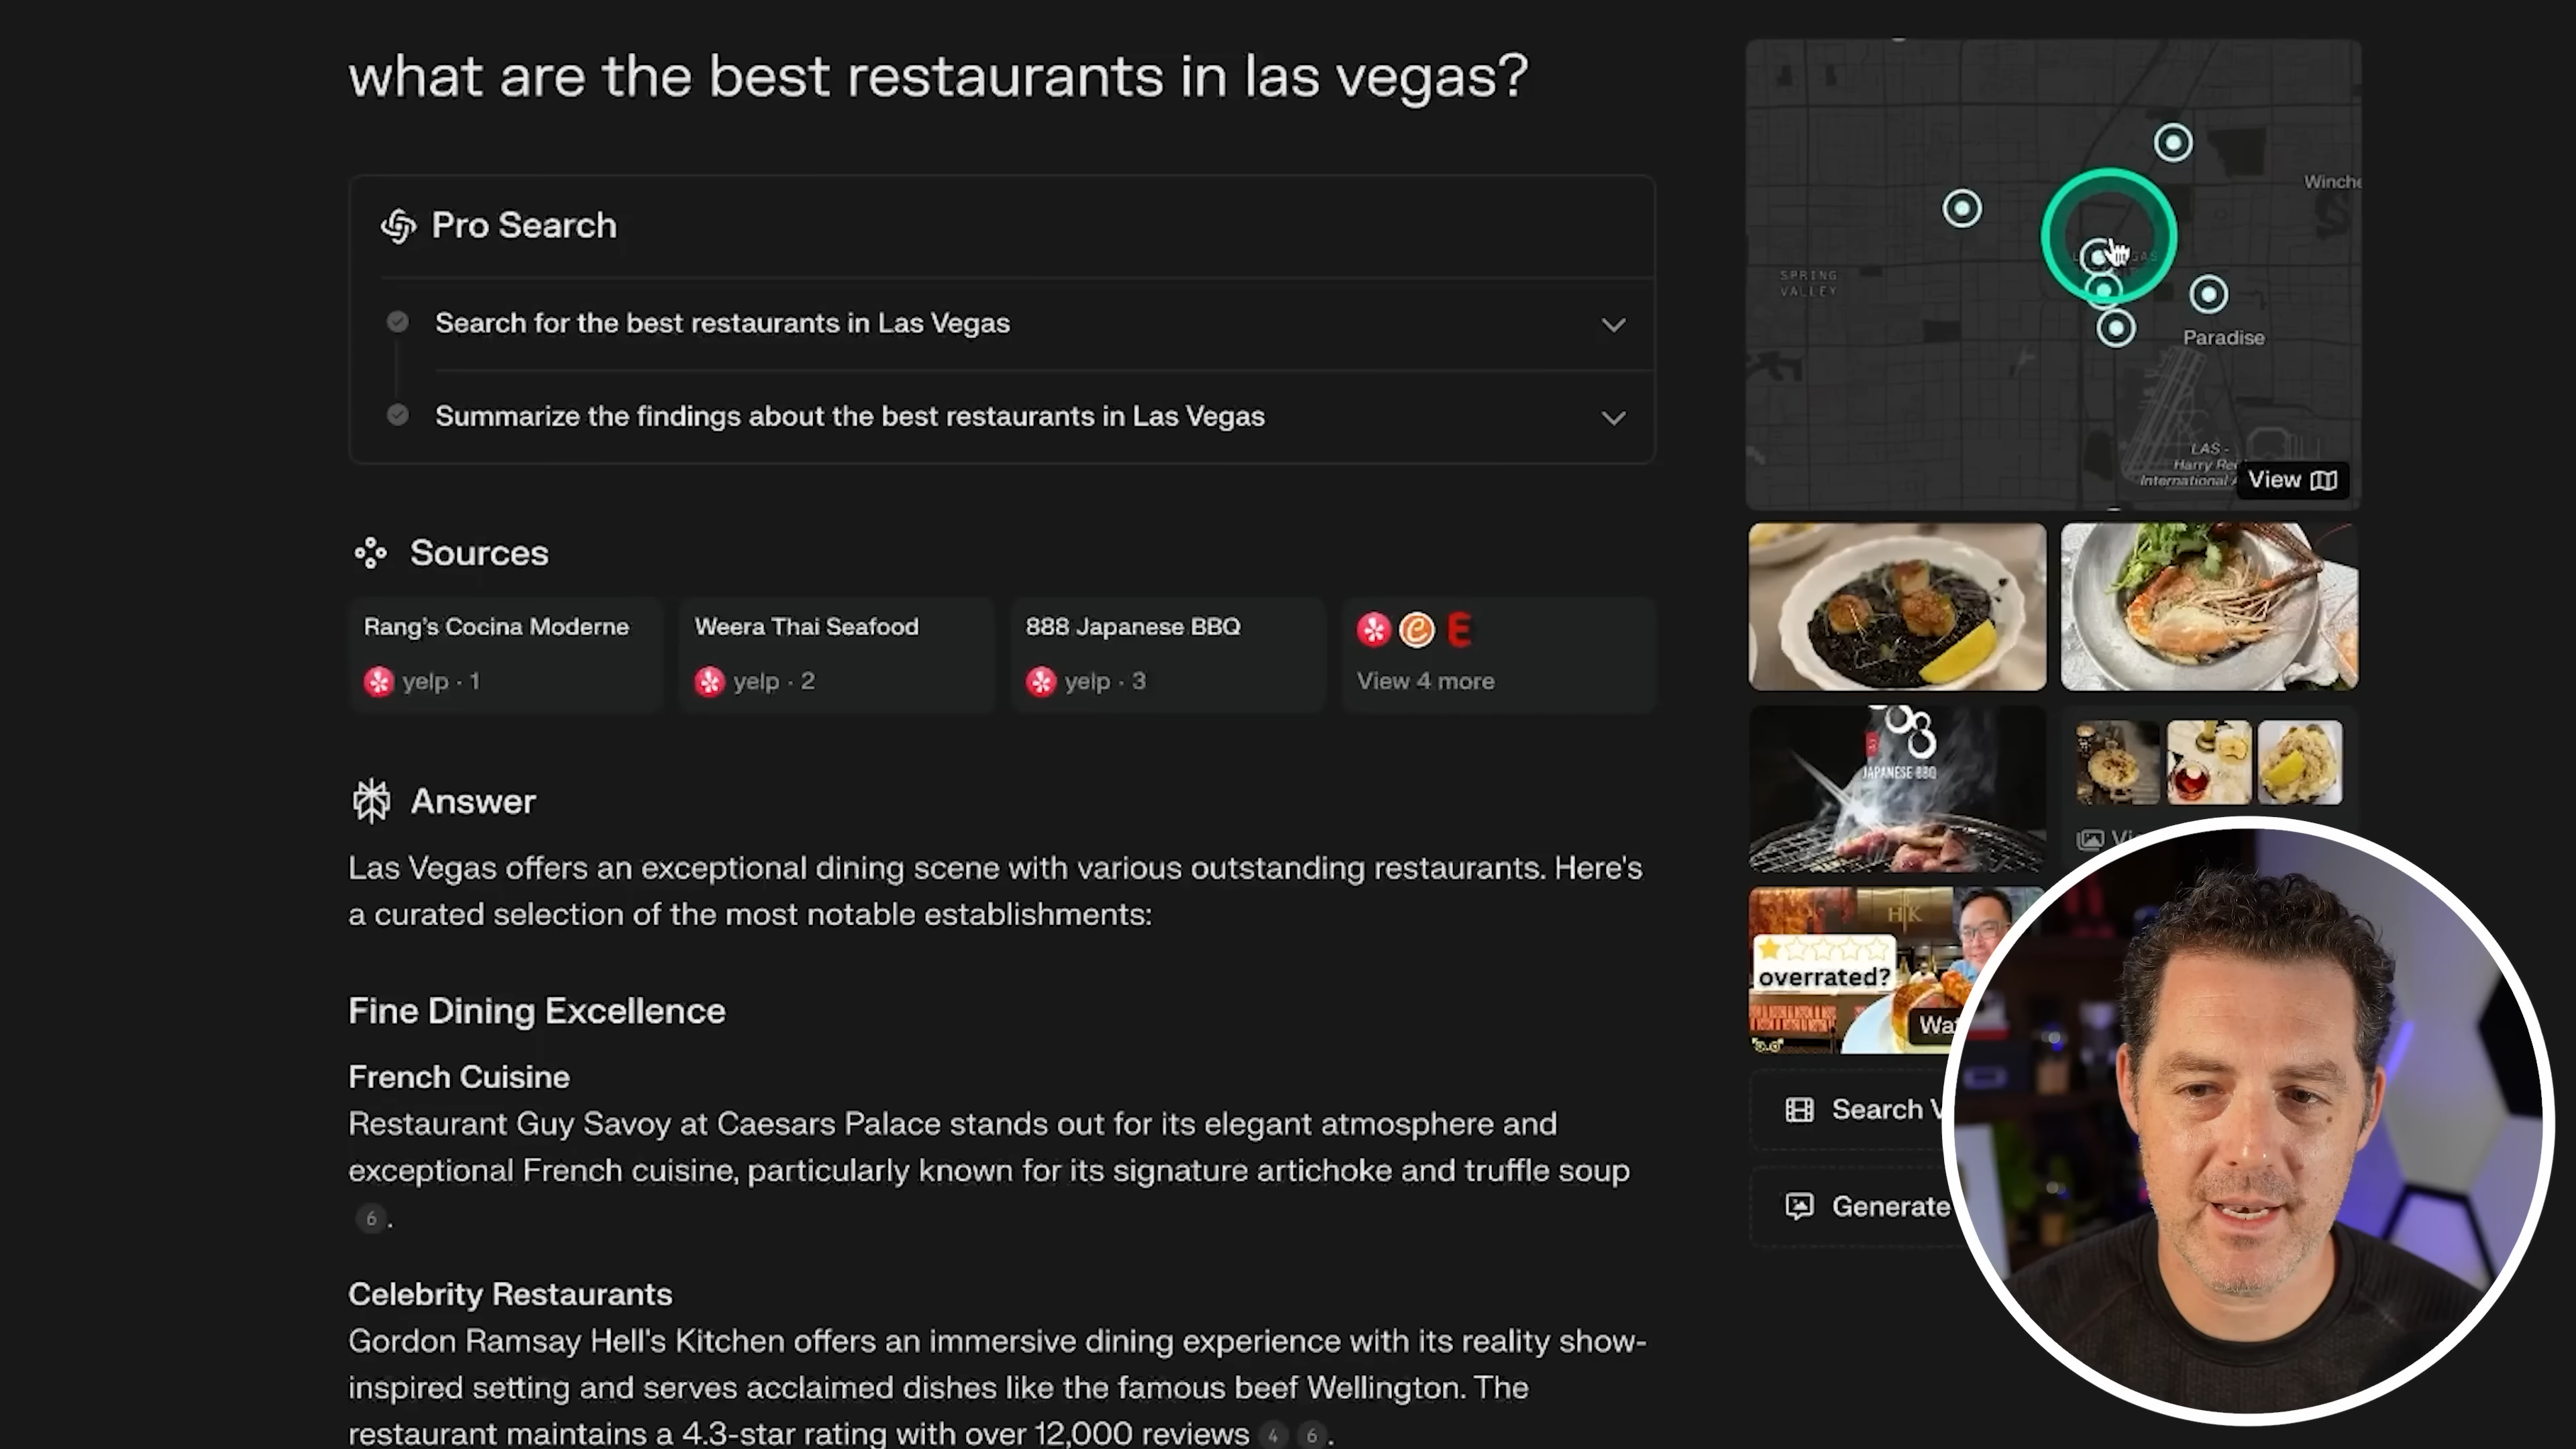 what are the best restaurants in las vegas?
Pro Search
Search for the best restaurants in Las Vegas
Summarize the findings about the best restaurants in Las Vegas
Sources
Rang's Cocina Moderne
yelp · 1
Weera Thai Seafood
yelp · 2
888 Japanese BBQ
yelp · 3
E
View 4 more
Answer
Las Vegas offers an exceptional dining scene with various outstanding restaurants. Here's
a curated selection of the most notable establishments:
Fine Dining Excellence
French Cuisine
Restaurant Guy Savoy at Caesars Palace stands out for its elegant atmosphere and
exceptional French cuisine, particularly known for its signature artichoke and truffle soup
6.
Celebrity Restaurants
Gordon Ramsay Hell's Kitchen offers an immersive dining experience with its reality show-
inspired setting and serves acclaimed dishes like the famous beef Wellington. The
restaurant maintains a 4.3-star rating with over 12,000 reviews 4 6.
Winche
SPRING
VALLEY
Paradise
LAS -
Harry Rei
International A
View
JAPANESE BBQ
HK
overrated?
Wat
Search V
Generate